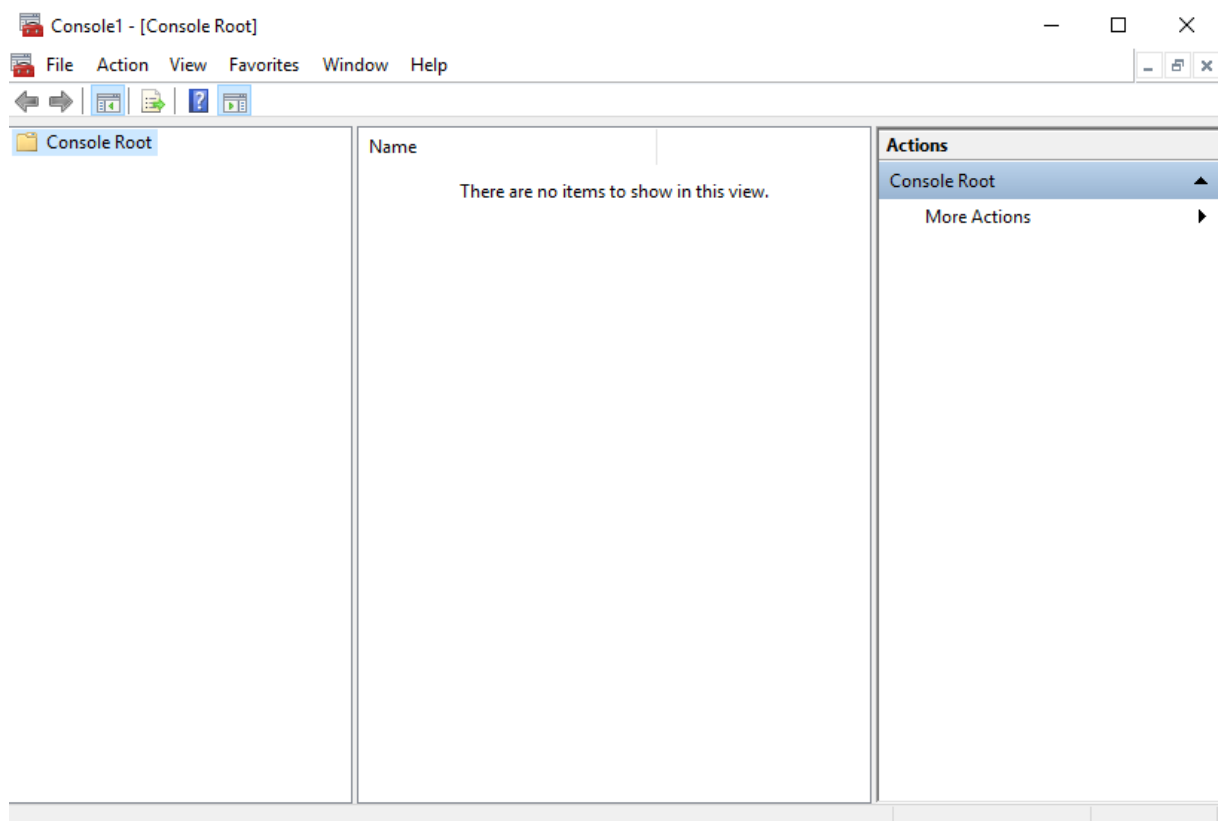 Console1 - [Console Root]
File Action View Favorites Window Help
Console Root
Name
There are no items to show in this view.
Actions
Console Root
More Actions